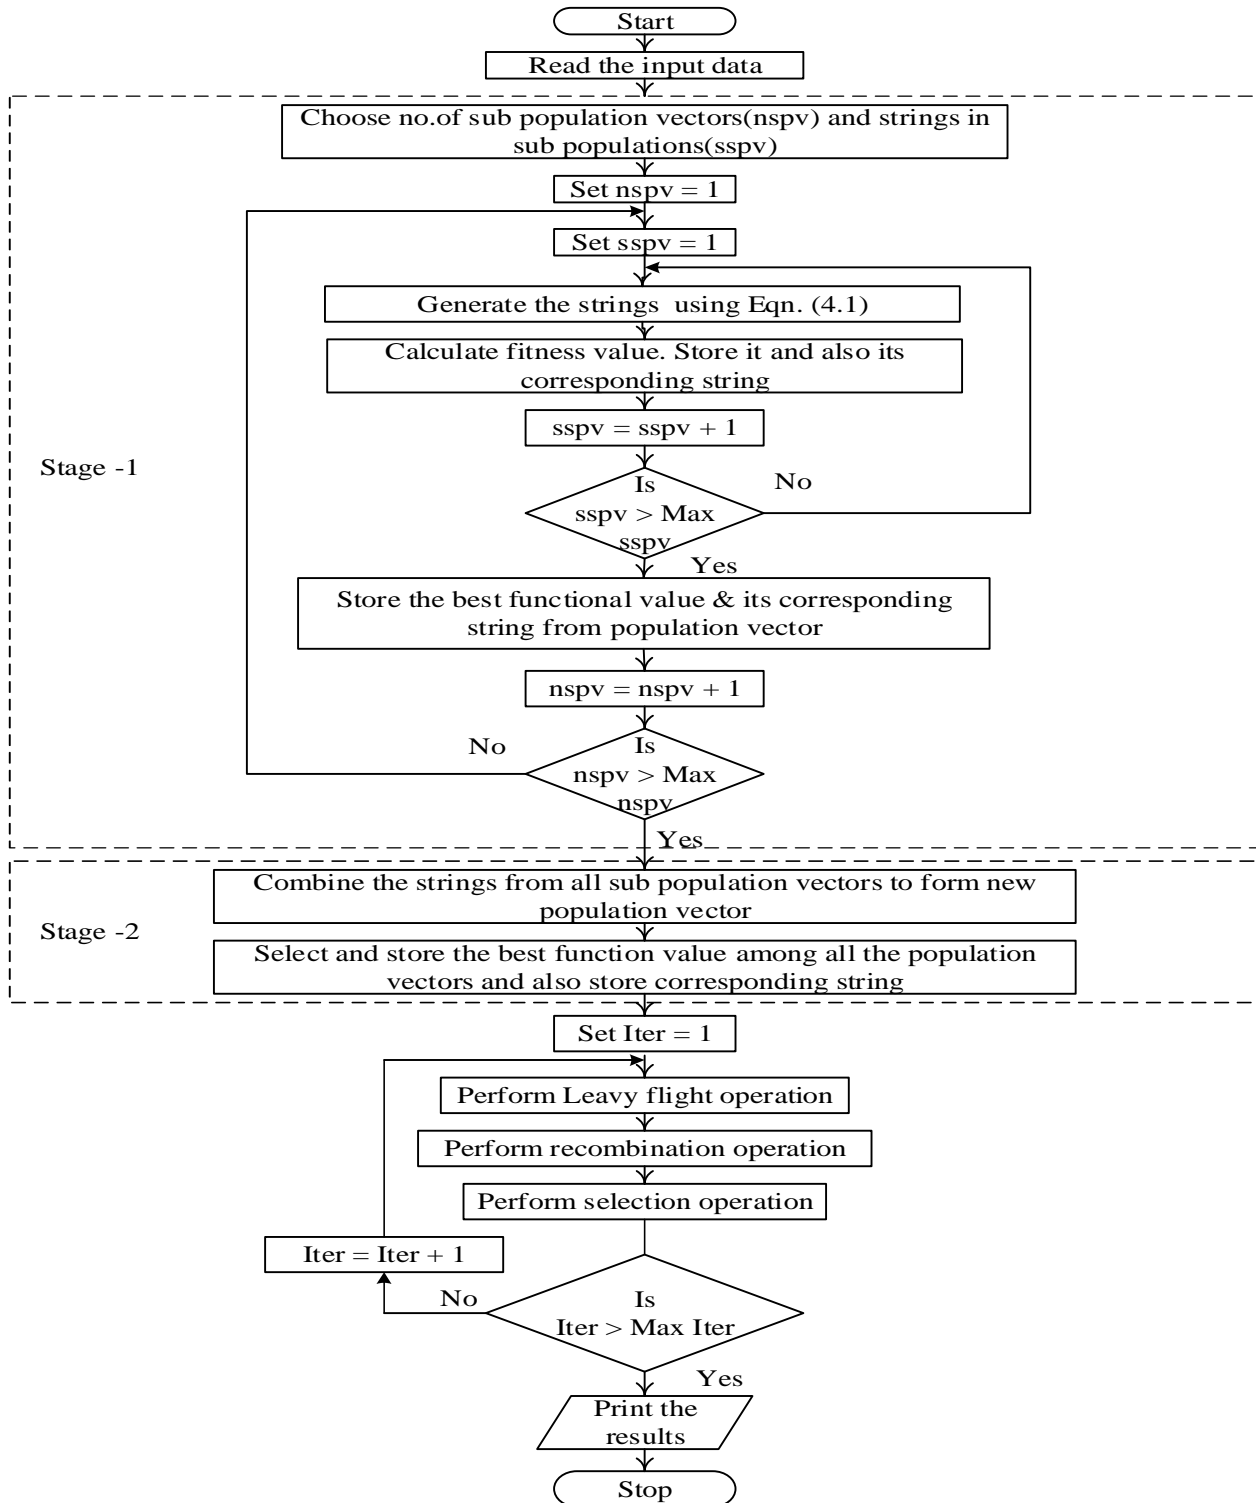 Start
Read the input data
Choose no.of sub population vectors(nspv) and strings in
sub populations(sspv)
Set nspv = 1
Set sspv = 1
Generate the strings using Eqn. (4.1)
Calculate fitness value. Store it and also its
corresponding string
sspv = sspv + 1
Stage -1
Is
sspv > Max
sspv
No
Yes
Store the best functional value & its corresponding
string from population vector
nspv = nspv + 1
No
Is
nspv > Max
nspv
Yes
Combine the strings from all sub population vectors to form new
population vector
Stage -2
Select and store the best function value among all the population
vectors and also store corresponding string
Set Iter = 1
Perform Leavy flight operation
Perform recombination operation
Perform selection operation
Iter = Iter + 1
No
Is
Iter > Max Iter
Yes
Print the
results
Stop